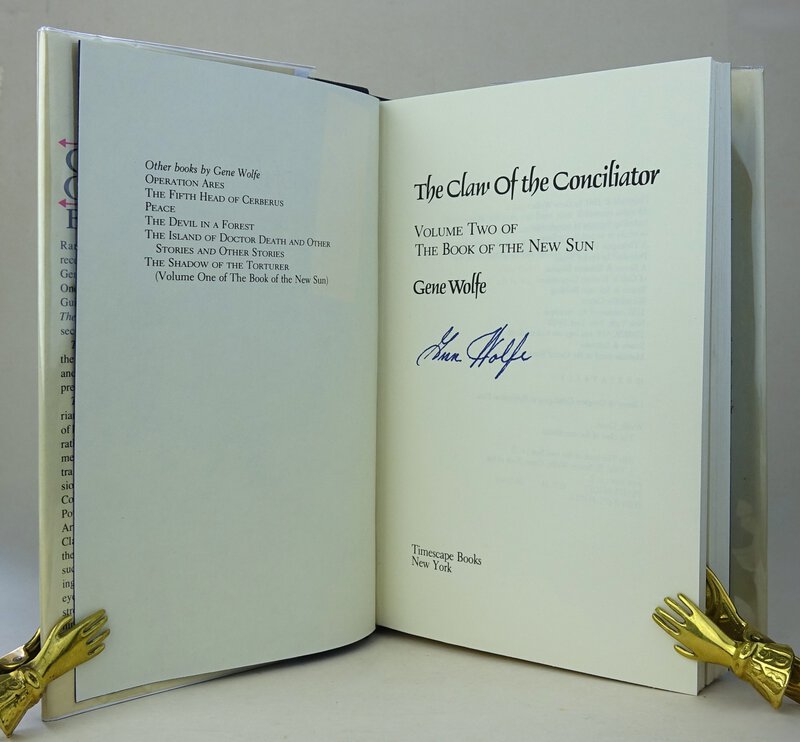 Other books by Gene Wolfe
OPERATION ARES
THE FIFTH HEAD OF CERBERUS
PEACE
THE DEVIL IN A FOREST
THE ISLAND OF DOCTOR DEATH AND OTHER
STORIES AND OTHER STORIES
THE SHADOW OF THE TORTURER
(Volume One of The Book of the New Sun)
The Claw Of the Conciliator
VOLUME TWO OF
THE BOOK OF THE NEW SUN
Gene Wolfe
Gene Wolfe
Timescape Books
New York